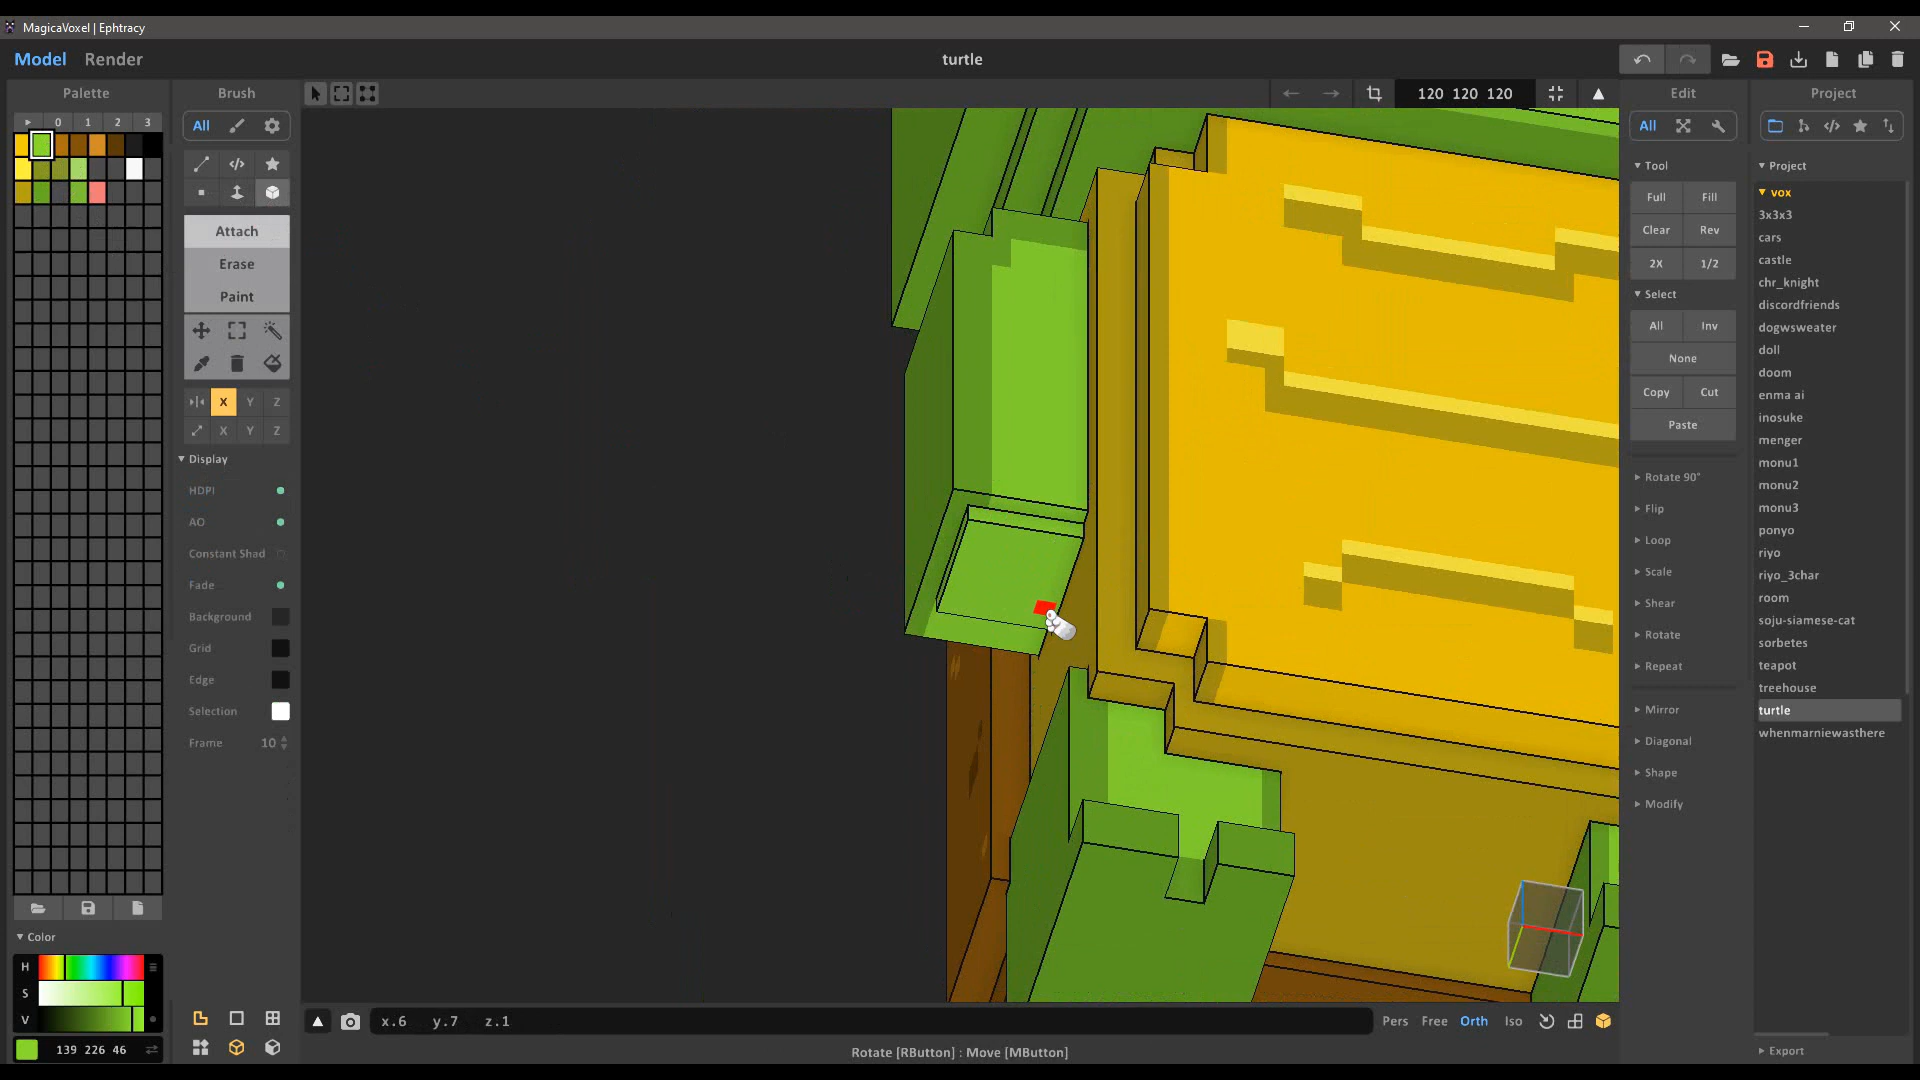 MagicaVoxel | Ephtracy
Model Render
turtle
Palette
0 1 2 3
Brush
All
Attach
Erase
Paint
X Y Z
X Y Z
Display
HDPI
AO
Constant Shad
Fade
Background
Grid
Edge
Selection
Frame 10
Color
H
S
V
139 226 46
120 120 120
x.6 y.7 z.1
Pers Free Orth Iso
Rotate [RButton] : Move [MButton]
Edit
All
Tool
Full Fill
Clear Rev
2X 1/2
Select
All Inv
None
Copy Cut
Paste
Rotate 90°
Flip
Loop
Scale
Shear
Rotate
Repeat
Mirror
Diagonal
Shape
Modify
Project
Project
vox
3x3x3
cars
castle
chr_knight
discordfriends
dogwsweater
doll
doom
enma ai
inosuke
menger
monu1
monu2
monu3
ponyo
riyo
riyo_3char
room
soju-siamese-cat
sorbetes
teapot
treehouse
turtle
whenmarniewasthere
Export